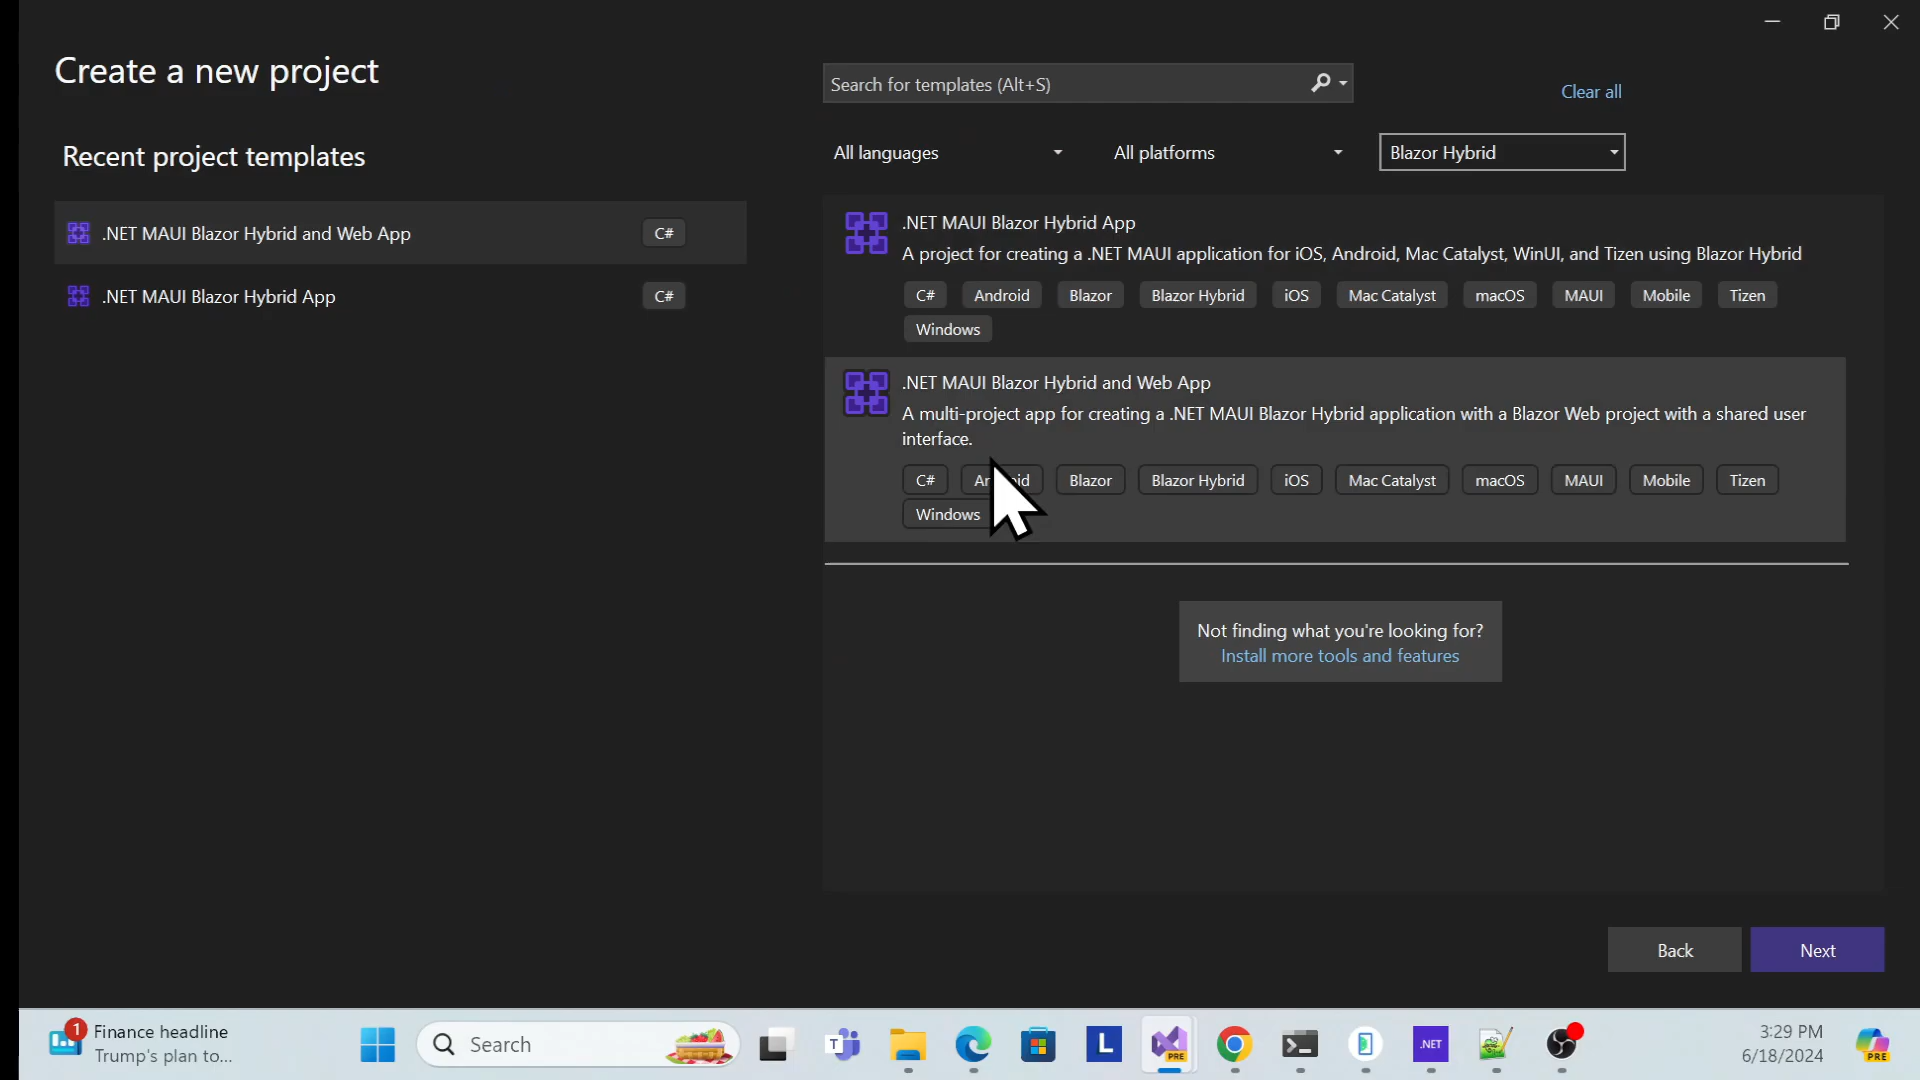 Create a new project
Search for templates (Alt+S)
Clear all
All languages
All platforms
Blazor Hybrid
Recent project templates
.NET MAUI Blazor Hybrid and Web App
C#
.NET MAUI Blazor Hybrid App
C#
.NET MAUI Blazor Hybrid App
A project for creating a .NET MAUI application for iOS, Android, Mac Catalyst, WinUI, and Tizen using Blazor Hybrid
C# Android Blazor Blazor Hybrid iOS Mac Catalyst macOS MAUI Mobile Tizen
Windows
.NET MAUI Blazor Hybrid and Web App
A multi-project app for creating a .NET MAUI Blazor Hybrid application with a Blazor Web project with a shared user
interface.
C# Android Blazor Blazor Hybrid iOS Mac Catalyst macOS MAUI Mobile Tizen
Windows
Not finding what you're looking for?
Install more tools and features
Back
Next
1
Finance headline
Trump's plan to...
Search
T
L
PRE
.NET
3:29 PM
6/18/2024
PRE